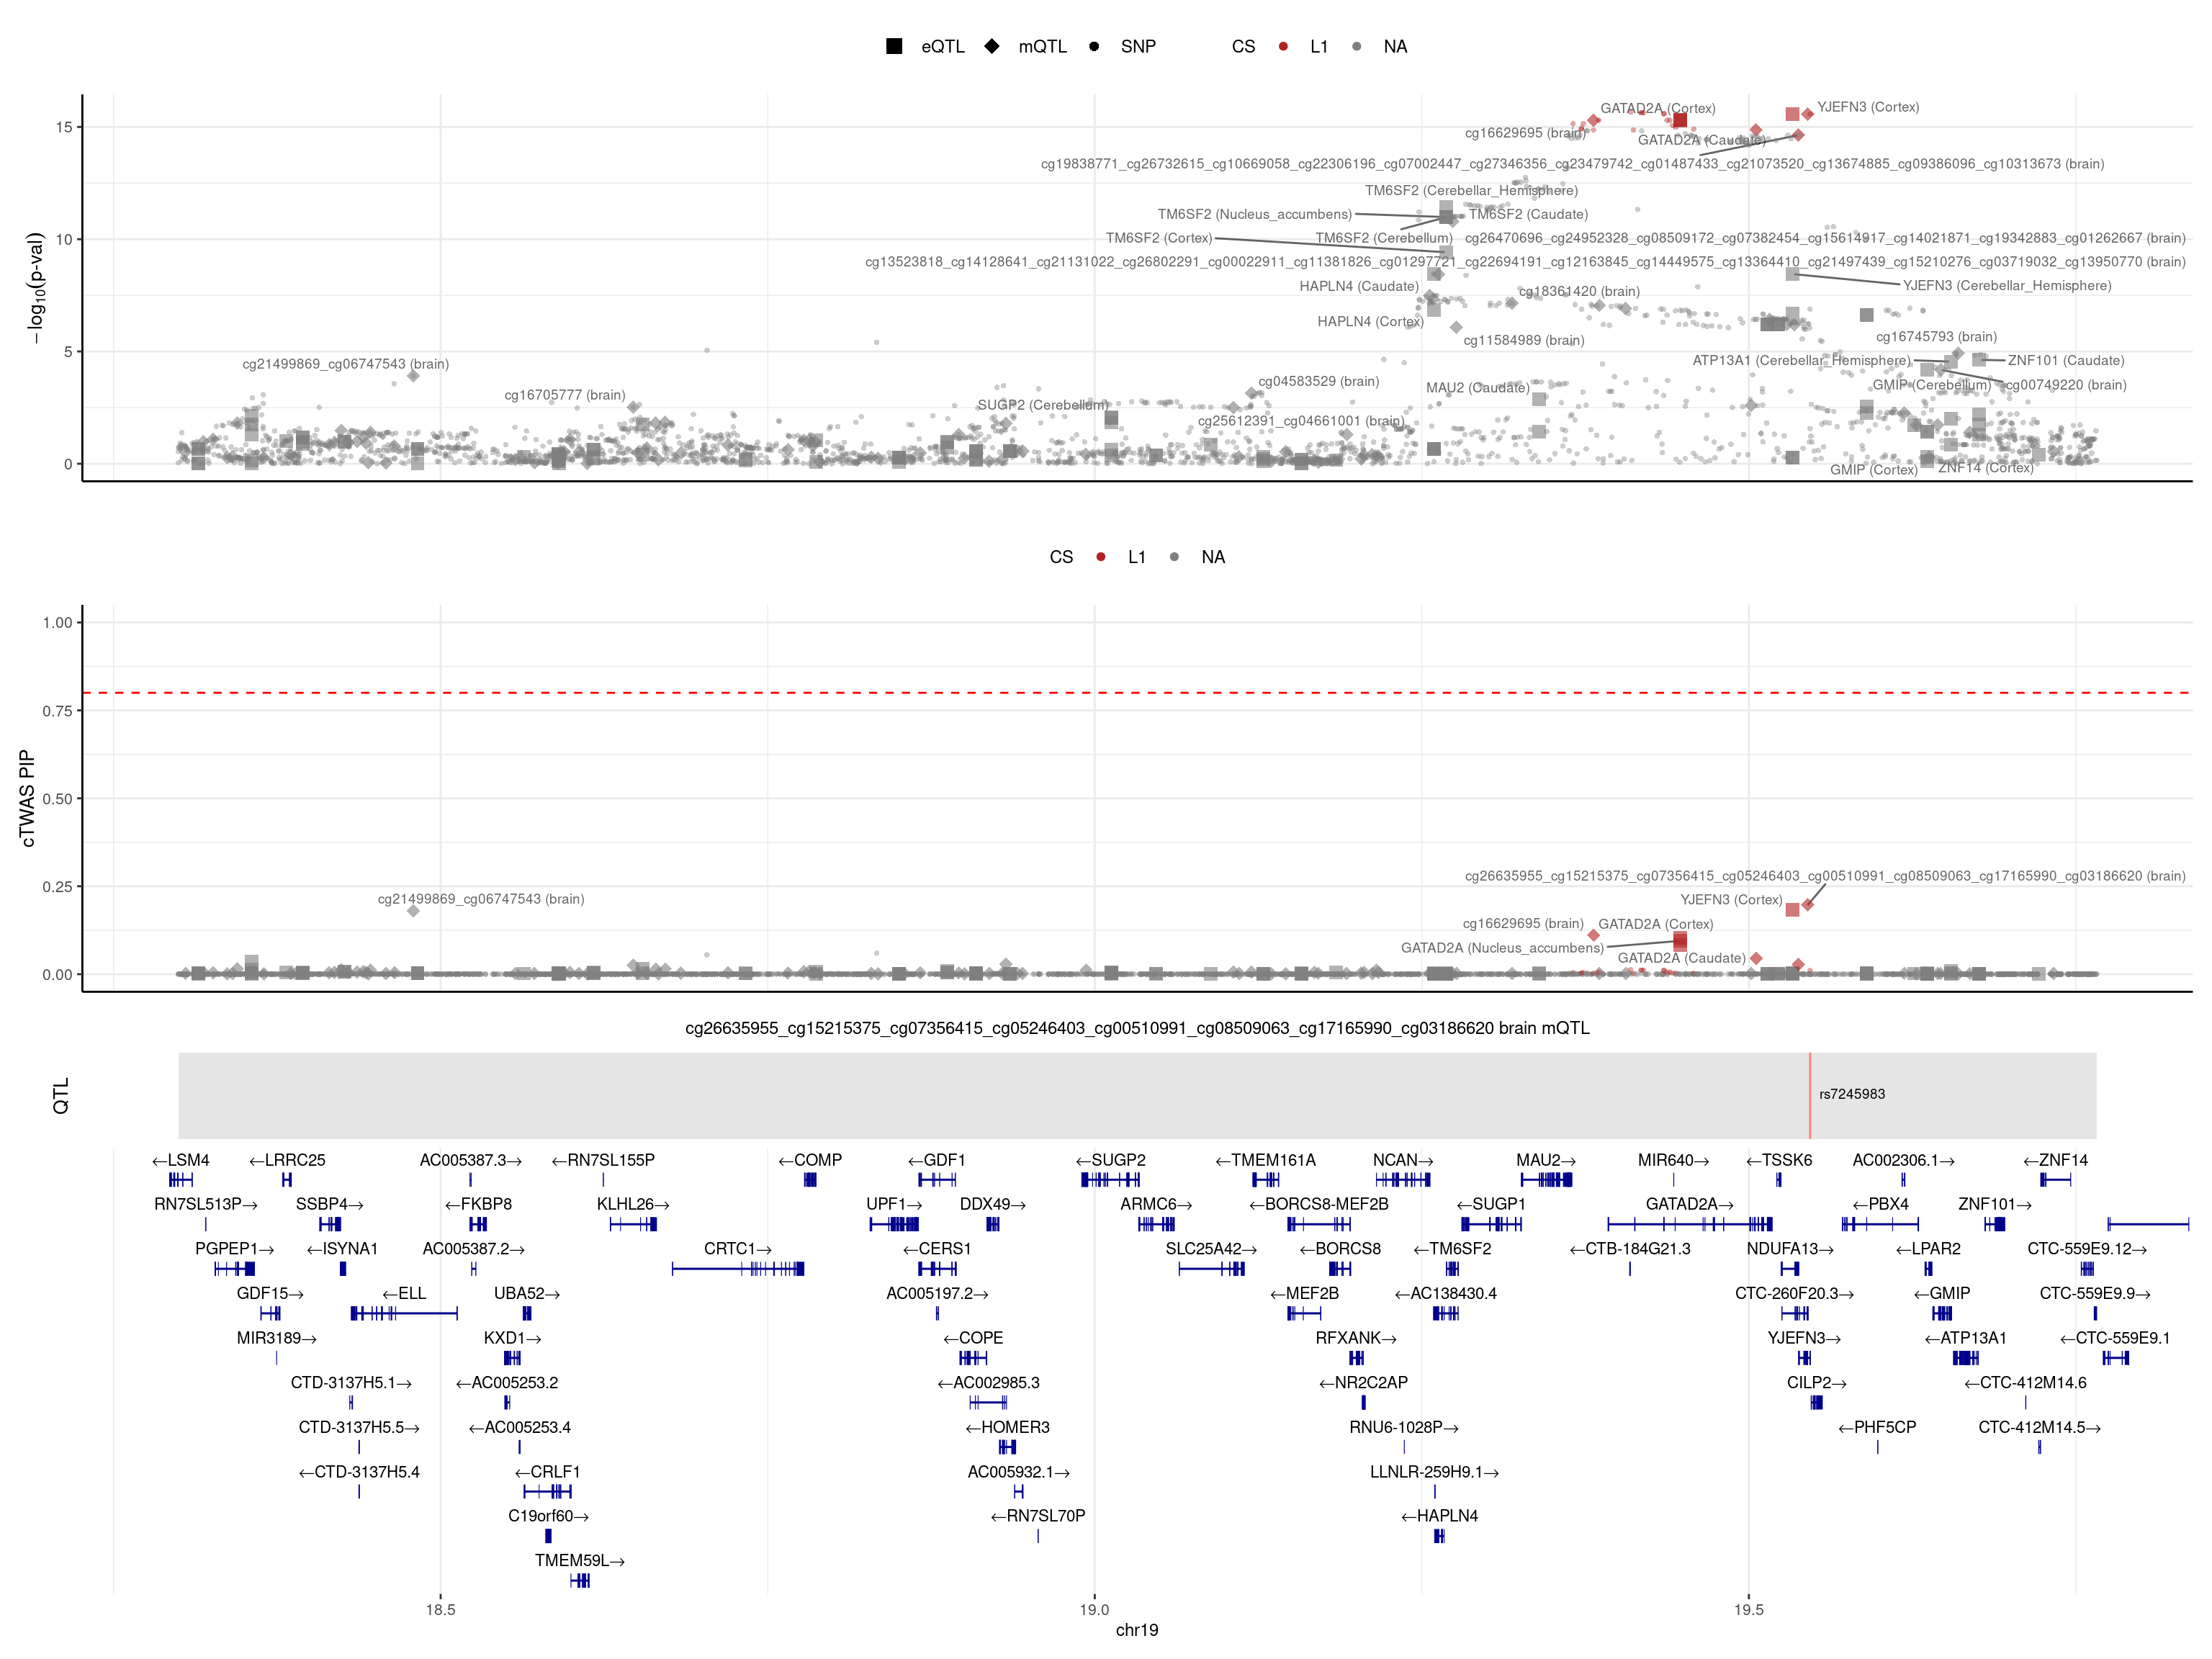 eQTL mQTL SNP CS L1 NA
−log10(p-val)
15
10
5
0
GATAD2A (Cortex)
YJEFN3 (Cortex)
cg16629695 (brain)
GATAD2A (Caudate)
cg19838771_cg26732615_cg10669058_cg22306196_cg07002447_cg27346356_cg23479742_cg01487433_cg21073520_cg13674885_cg09386096_cg10313673 (brain)
TM6SF2 (Cerebellar_Hemisphere)
TM6SF2 (Nucleus_accumbens)
TM6SF2 (Caudate)
TM6SF2 (Cortex)
TM6SF2 (Cerebellum)
cg26470696_cg24952328_cg08509172_cg07382454_cg15614917_cg14021871_cg19342883_cg01262667 (brain)
cg13523818_cg14128641_cg21131022_cg26802291_cg00022911_cg11381826_cg01297721_cg22694191_cg12163845_cg14449575_cg13364410_cg21497439_cg15210276_cg03719032_cg13950770 (brain)
HAPLN4 (Caudate)
cg18361420 (brain)
YJEFN3 (Cerebellar_Hemisphere)
HAPLN4 (Cortex)
cg11584989 (brain)
cg16745793 (brain)
cg21499869_cg06747543 (brain)
ATP13A1 (Cerebellar_Hemisphere)
ZNF101 (Caudate)
cg16705777 (brain)
cg04583529 (brain)
MAU2 (Caudate)
GMIP (Cerebellum)
cg00749220 (brain)
SUGP2 (Cerebellum)
cg25612391_cg04661001 (brain)
GMIP (Cortex)
ZNF14 (Cortex)
CS L1 NA
cTWAS PIP
1.00
0.75
0.50
0.25
0.00
cg26635955_cg15215375_cg07356415_cg05246403_cg00510991_cg08509063_cg17165990_cg03186620 (brain)
cg21499869_cg06747543 (brain)
YJEFN3 (Cortex)
cg16629695 (brain)
GATAD2A (Cortex)
GATAD2A (Nucleus_accumbens)
GATAD2A (Caudate)
cg26635955_cg15215375_cg07356415_cg05246403_cg00510991_cg08509063_cg17165990_cg03186620 brain mQTL
QTL
rs7245983
←LSM4 ←LRRC25 AC005387.3→ ←RN7SL155P ←COMP ←GDF1 ←SUGP2 ←TMEM161A NCAN→ MAU2→ MIR640→ ←TSSK6 AC002306.1→ ←ZNF14
RN7SL513P→ SSBP4→ ←FKBP8 KLHL26→ UPF1→ DDX49→ ARMC6→ ←BORCS8-MEF2B ←SUGP1 GATAD2A→ ←PBX4 ZNF101→
PGPEP1→ ←ISYNA1 AC005387.2→ CRTC1→ ←CERS1 SLC25A42→ ←BORCS8 ←TM6SF2 ←CTB-184G21.3 NDUFA13→ ←LPAR2 CTC-559E9.12→
GDF15→ ←ELL UBA52→ AC005197.2→ ←MEF2B ←AC138430.4 CTC-260F20.3→ ←GMIP CTC-559E9.9→
MIR3189→ KXD1→ ←COPE RFXANK→ YJEFN3→ ←ATP13A1 ←CTC-559E9.1
CTD-3137H5.1→ ←AC005253.2 ←AC002985.3 ←NR2C2AP CILP2→ ←CTC-412M14.6
CTD-3137H5.5→ ←AC005253.4 ←HOMER3 RNU6-1028P→ ←PHF5CP CTC-412M14.5→
←CTD-3137H5.4 ←CRLF1 AC005932.1→ LLNLR-259H9.1→
C19orf60→ ←RN7SL70P ←HAPLN4
TMEM59L→
18.5 19.0 19.5
chr19